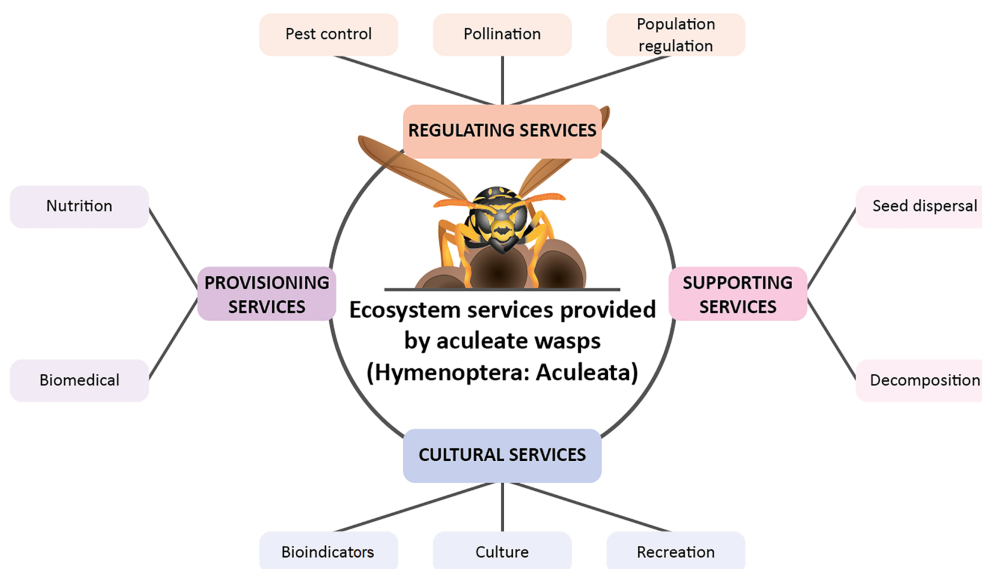 Pest control
Pollination
Population
regulation
REGULATING SERVICES
Nutrition
Seed dispersal
PROVISIONING
SERVICES
SUPPORTING
SERVICES
Ecosystem services provided
by aculeate wasps
(Hymenoptera: Aculeata)
Biomedical
Decomposition
CULTURAL SERVICES
Bioindicators
Culture
Recreation